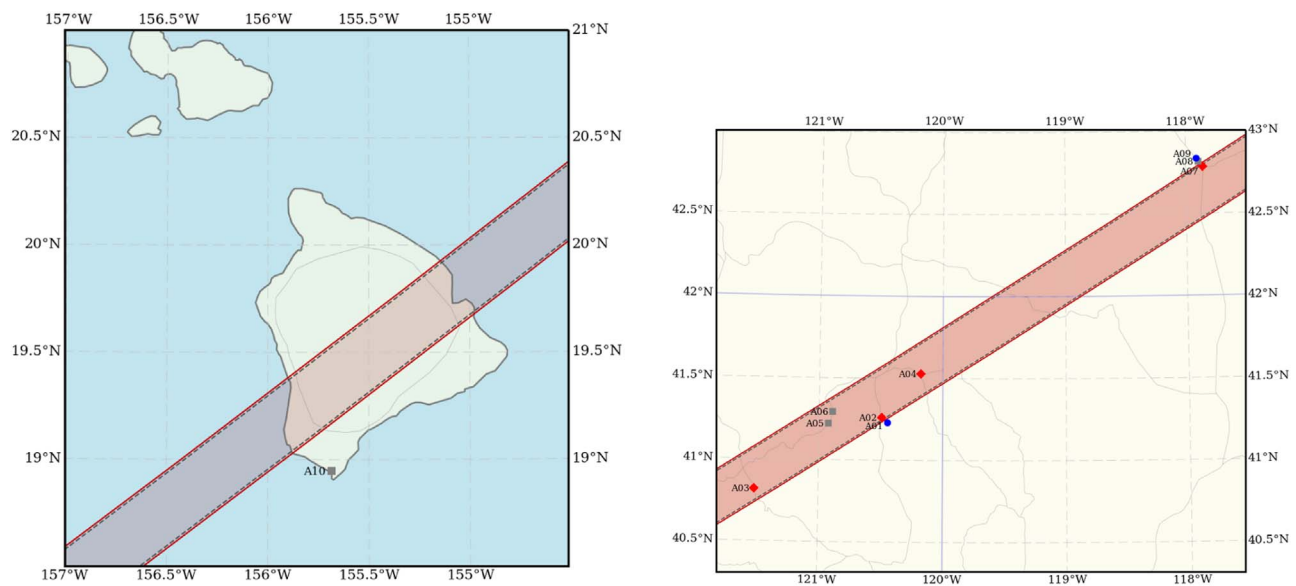 157°W 156.5°W 156°W 155.5°W 155°W
21°N
20.5°N 20.5°N
20°N 20°N
19.5°N 19.5°N
19°N 19°N
A10
157°W 156.5°W 156°W 155.5°W 155°W
121°W 120°W 119°W 118°W
43°N
A09
A08
A07
42.5°N 42.5°N
42°N 42°N
41.5°N 41.5°N
A04
A06
A02
A05 A01
41°N 41°N
A03
40.5°N 40.5°N
121°W 120°W 119°W 118°W